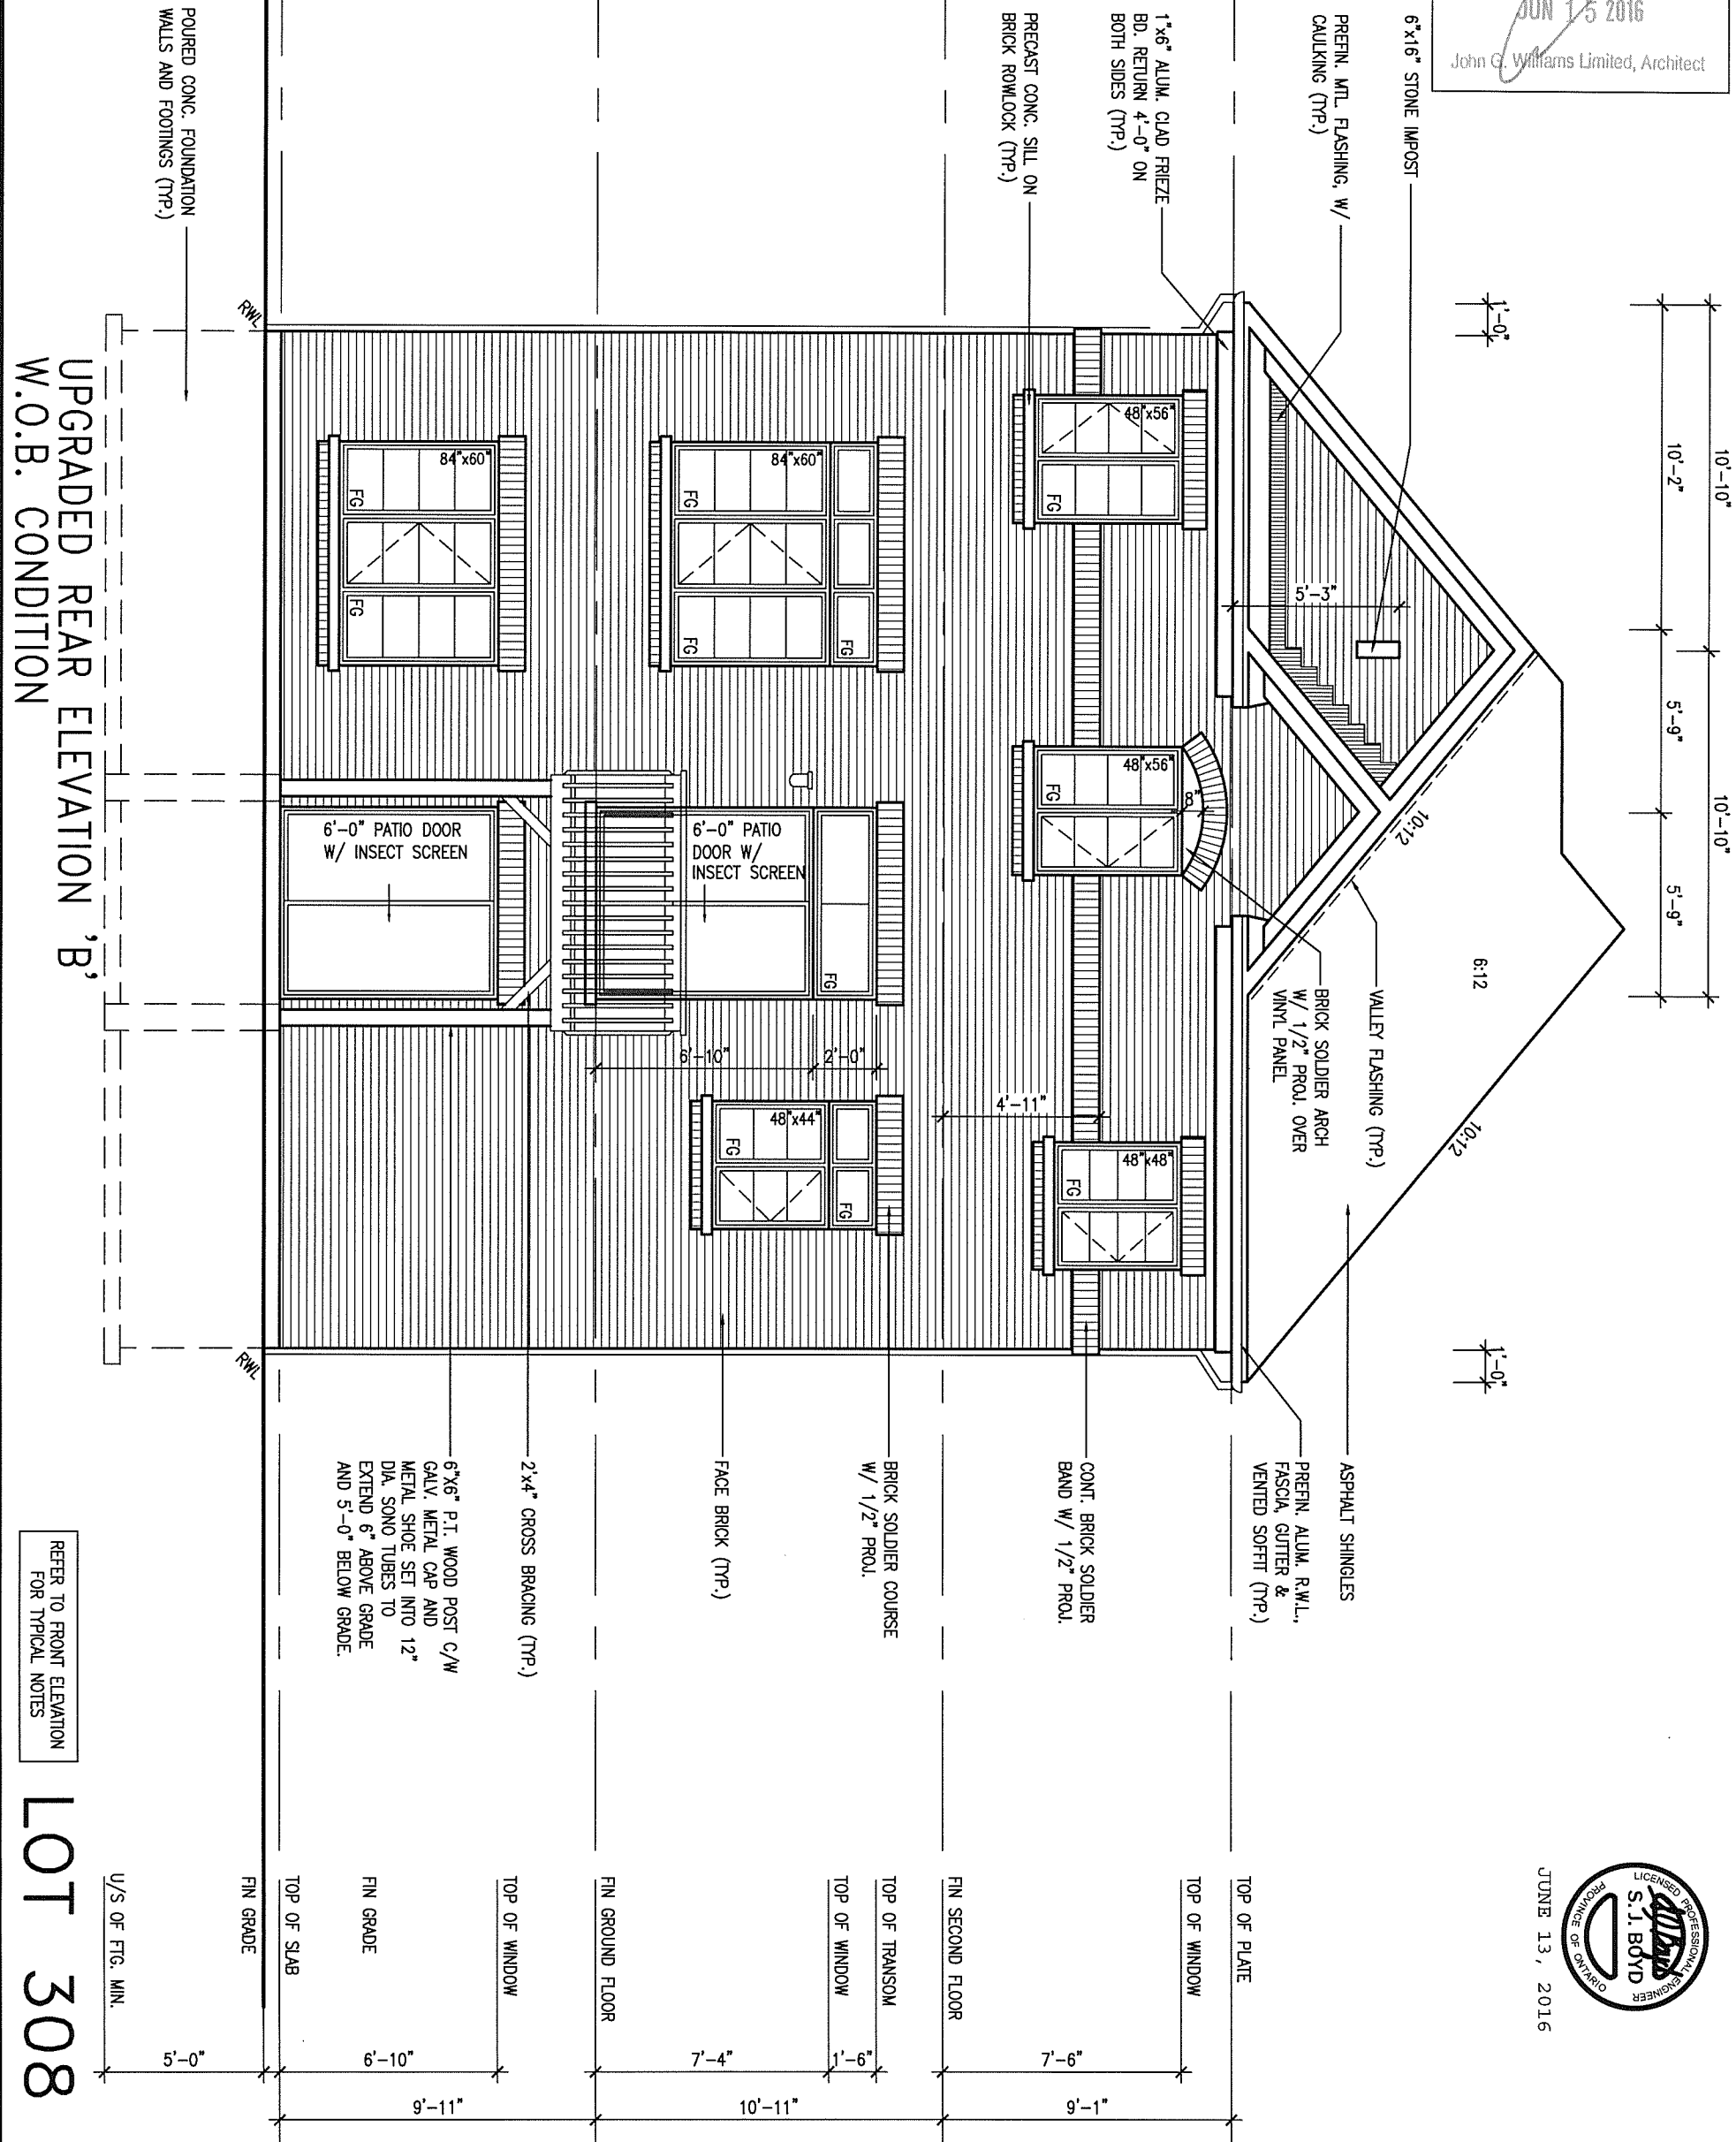 JUN 15 2016
John G. Williams Limited, Architect
6"x16" STONE IMPOST
PREFIN. MTL. FLASHING, W/
CAULKING (TYP.)
1"x6" ALUM. CLAD FRIEZE
BD. RETURN 4'-0" ON
BOTH SIDES (TYP.)
PRECAST CONC. SILL ON
BRICK ROWLOCK (TYP.)
POURED CONC. FOUNDATION
WALLS AND FOOTINGS (TYP.)
10'-10"
10'-10"
10'-2"
5'-9"
5'-9"
1'-0"
1'-0"
5'-3"
10:12
6:12
10:12
VALLEY FLASHING (TYP.)
BRICK SOLDIER ARCH
W/ 1/2" PROJ. OVER
VINYL PANEL
48"x56"
FG
48"x56"
FG
8"
48"x48"
FG
4'-11"
84"x60"
FG
FG
FG
6'-0" PATIO
DOOR W/
INSECT SCREEN
FG
6'-10"
2'-0"
48"x44"
FG
FG
84"x60"
FG
FG
6'-0" PATIO DOOR
W/ INSECT SCREEN
RWL
RWL
ASPHALT SHINGLES
PREFIN. ALUM. R.W.L.,
FASCIA, GUTTER &
VENTED SOFFIT (TYP.)
CONT. BRICK SOLDIER
BAND W/ 1/2" PROJ.
BRICK SOLDIER COURSE
W/ 1/2" PROJ.
FACE BRICK (TYP.)
2'x4" CROSS BRACING (TYP.)
6"X6" P.T. WOOD POST C/W
GALV. METAL CAP AND
METAL SHOE SET INTO 12"
DIA. SONO TUBES TO
EXTEND 6" ABOVE GRADE
AND 5'-0" BELOW GRADE.
LICENSED PROFESSIONAL ENGINEER
S.J. BOYD
PROVINCE OF ONTARIO
JUNE 13, 2016
TOP OF PLATE
TOP OF WINDOW
FIN SECOND FLOOR
TOP OF TRANSOM
TOP OF WINDOW
FIN GROUND FLOOR
TOP OF WINDOW
FIN GRADE
TOP OF SLAB
FIN GRADE
U/S OF FTG. MIN.
7'-6"
1'-6"
7'-4"
6'-10"
5'-0"
9'-1"
10'-11"
9'-11"
UPGRADED REAR ELEVATION 'B'
W.O.B. CONDITION
REFER TO FRONT ELEVATION
FOR TYPICAL NOTES
LOT 308